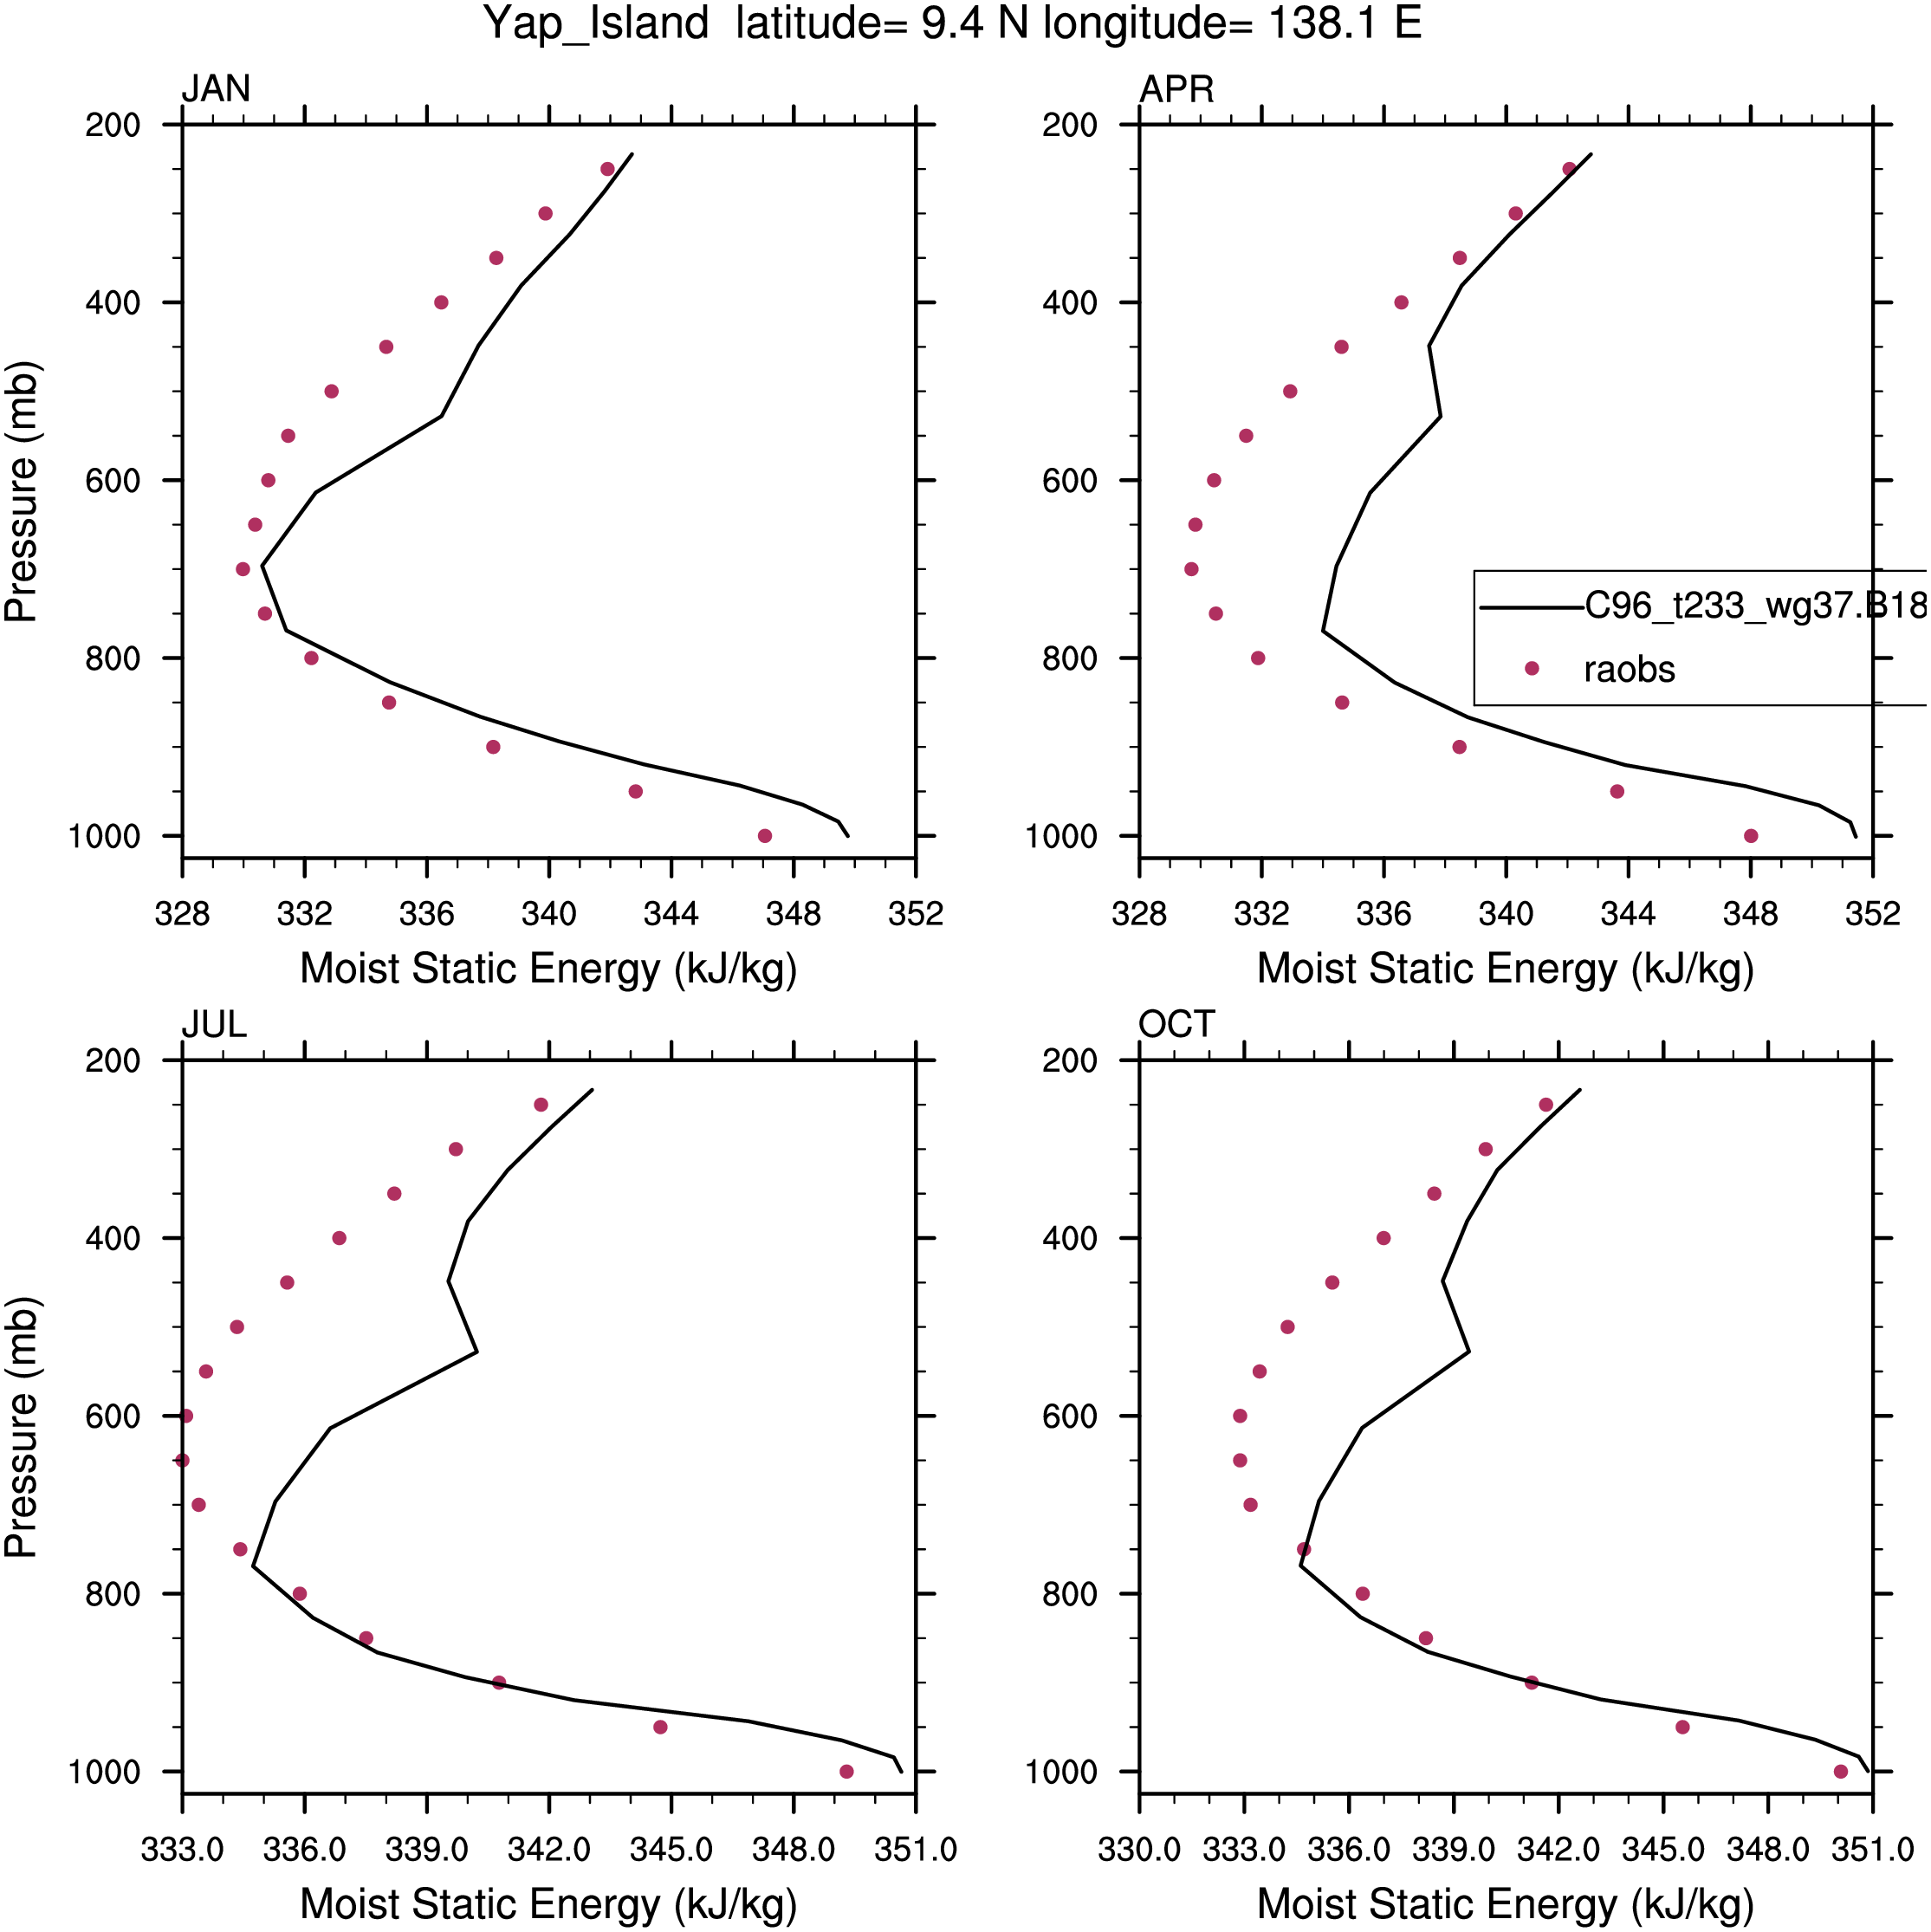 Yap_Island  latitude= 9.4 N longitude= 138.1 E
JAN
200
400
600
800
1000
Pressure (mb)
328 332 336 340 344 348 352
Moist Static Energy (kJ/kg)
APR
200
400
600
800
1000
C96_t233_wg37.B18
raobs
328 332 336 340 344 348 352
Moist Static Energy (kJ/kg)
JUL
200
400
600
800
1000
Pressure (mb)
333.0 336.0 339.0 342.0 345.0 348.0 351.0
Moist Static Energy (kJ/kg)
OCT
200
400
600
800
1000
330.0 333.0 336.0 339.0 342.0 345.0 348.0 351.0
Moist Static Energy (kJ/kg)